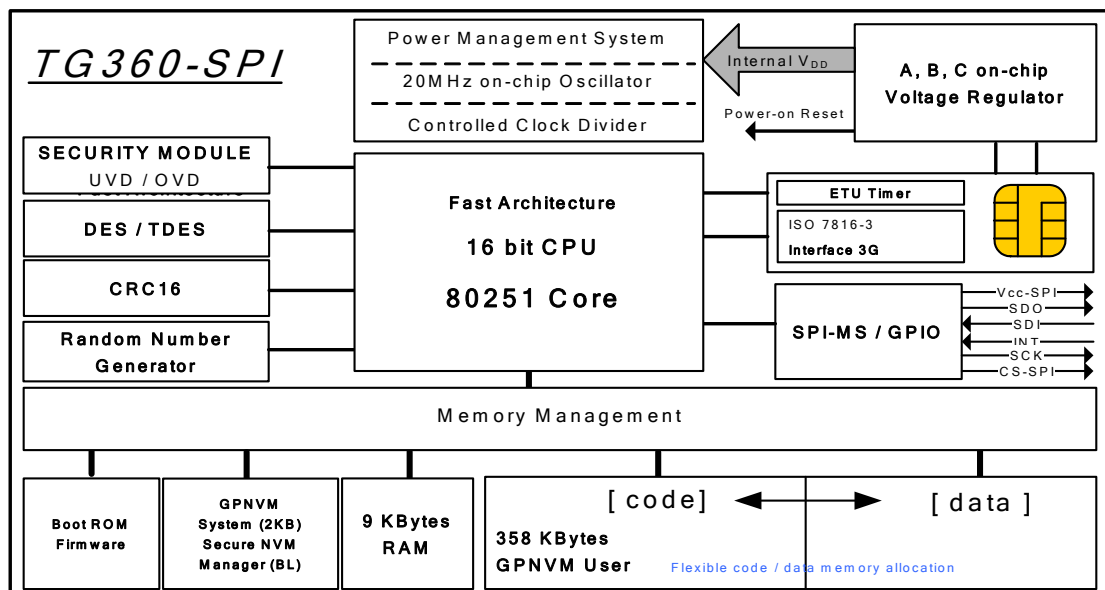 TG360-SPI
Power Management System
20MHz on-chip Oscillator
Controlled Clock Divider
Internal VDD
Power-on Reset
A, B, C on-chip
Voltage Regulator
SECURITY MODULE
UVD / OVD
DES / TDES
CRC16
Random Number
Generator
Fast Architecture
16 bit CPU
80251 Core
ETU Timer
ISO 7816-3
Interface 3G
SPI-MS / GPIO
Vcc-SPI
SDO
SDI
INT
SCK
CS-SPI
Memory Management
Boot ROM
Firmware
GPNVM
System (2KB)
Secure NVM
Manager (BL)
9 KBytes
RAM
[code]
[data]
358 KBytes
GPNVM User
Flexible code / data memory allocation